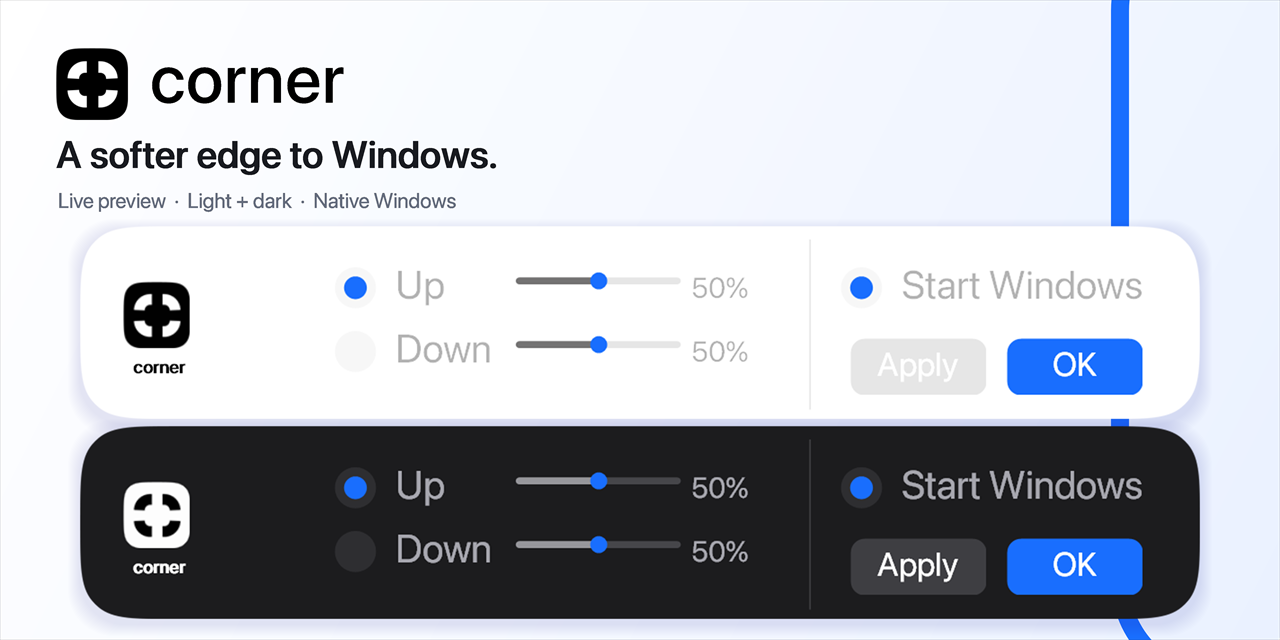 corner
A softer edge to Windows.
Live preview · Light + dark · Native Windows
Up 50% Start Windows
Down 50% Apply OK
corner
Up 50% Start Windows
Down 50% Apply OK
corner